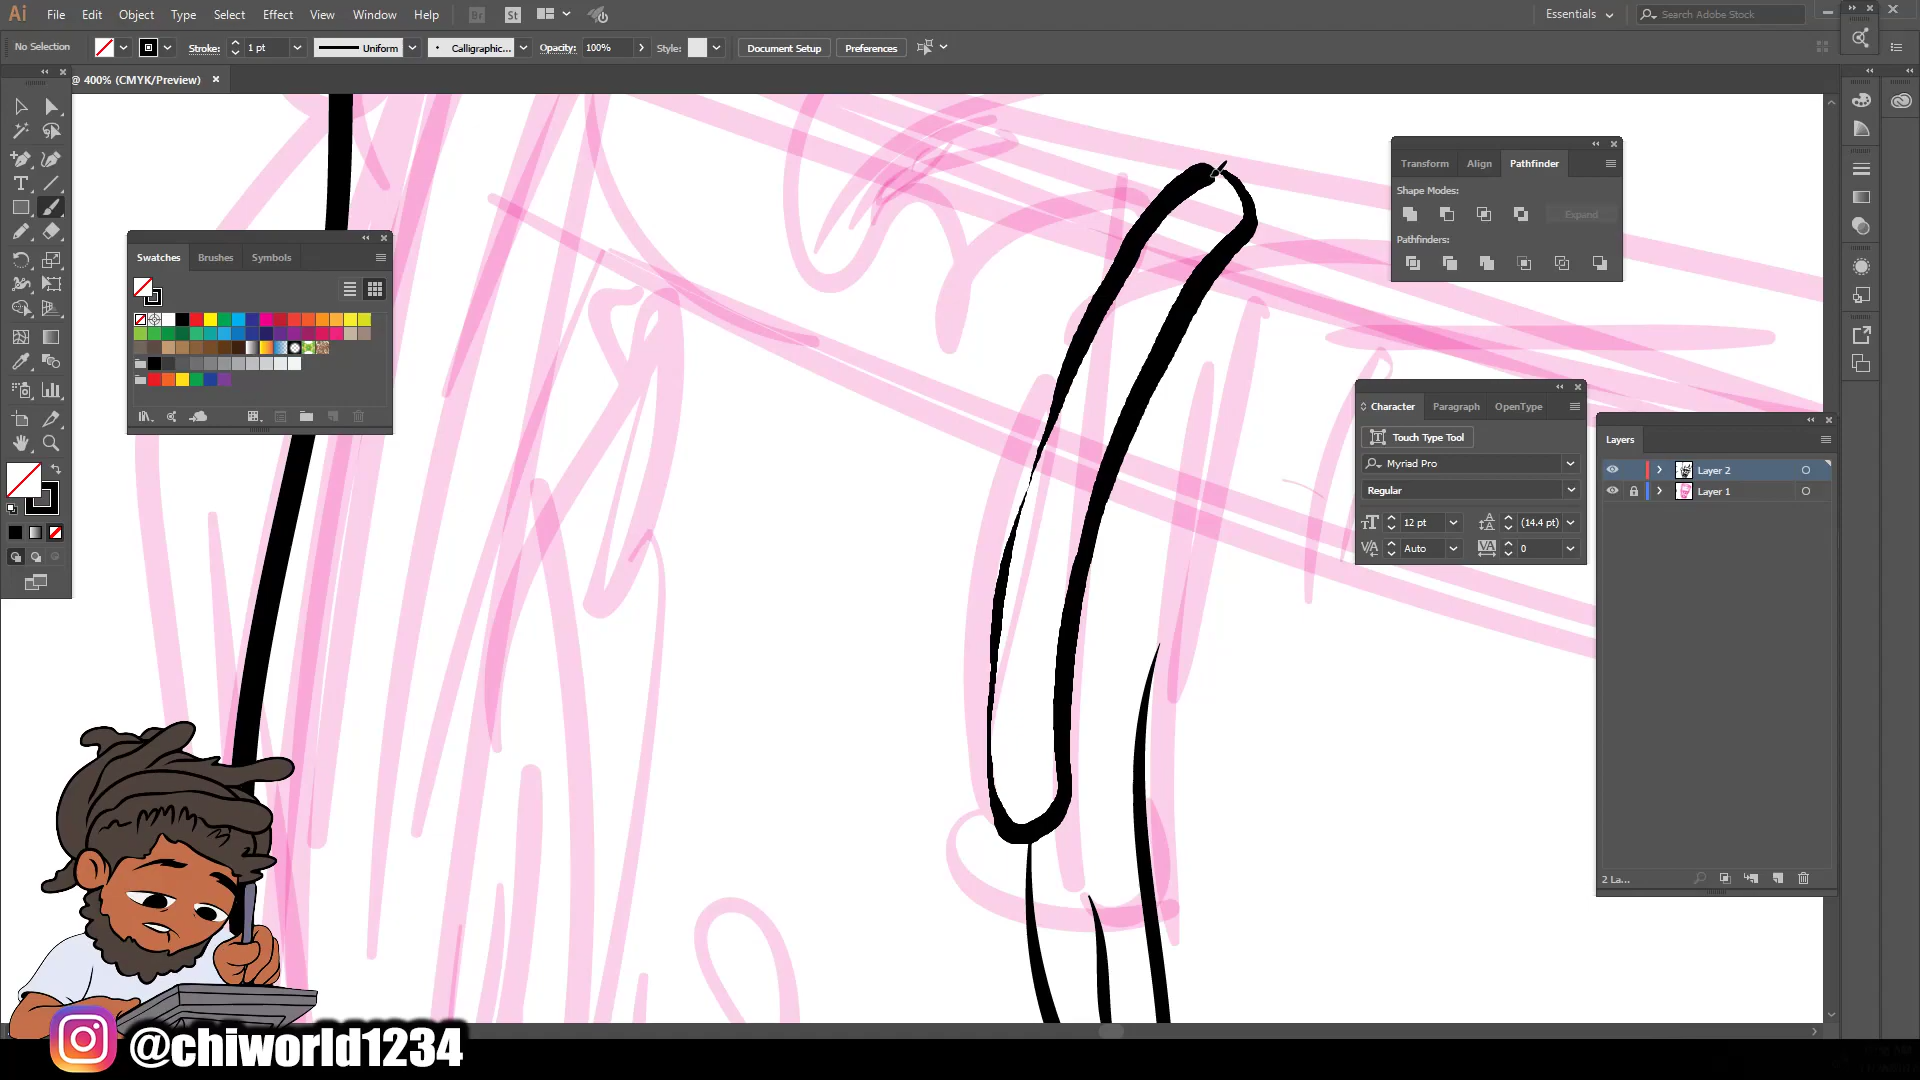 Ai File Edit Object Type Select Effect View Window Help Br St Essentials Search Adobe Stock
No Selection Stroke: 1 pt Uniform Calligraphic... Opacity: 100% Style: Document Setup Preferences
@ 400% (CMYK/Preview)
Transform Align Pathfinder
Shape Modes:
Expand
Pathfinders:
Swatches Brushes Symbols
Character Paragraph OpenType
Touch Type Tool
Myriad Pro
Regular
12 pt (14.4 pt)
Auto 0
Layers
Layer 2
Layer 1
2 La...
@chiworld1234